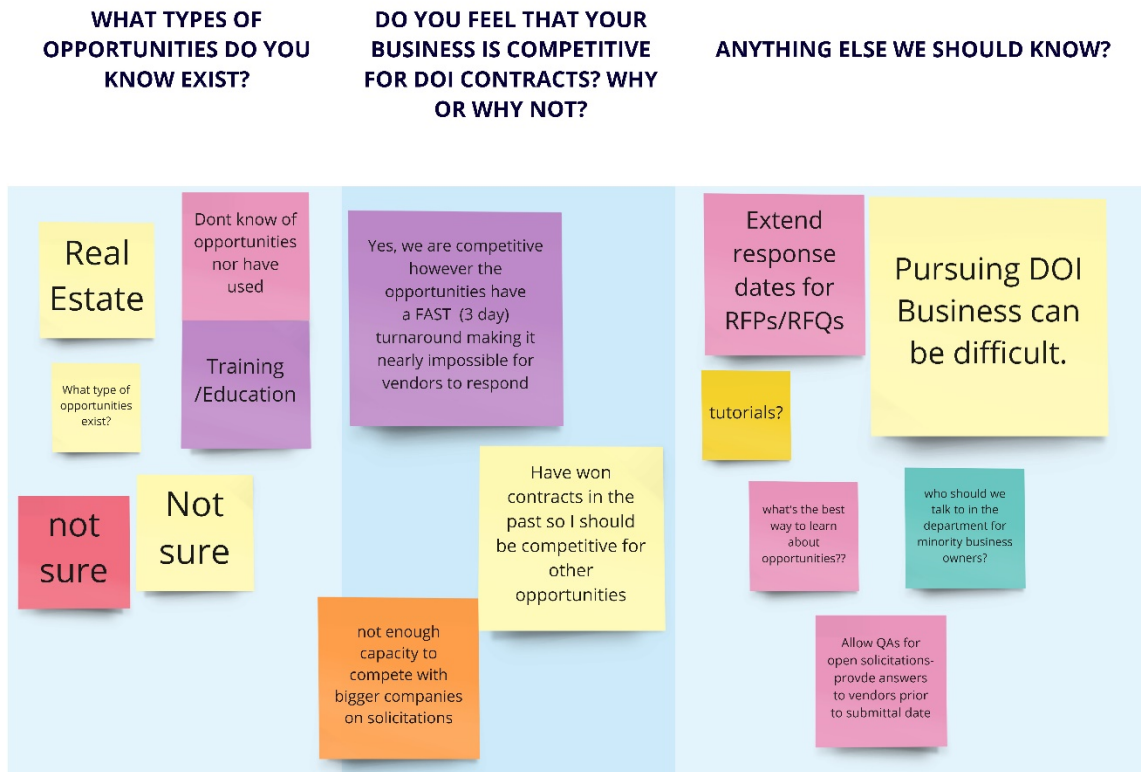 WHAT TYPES OF
OPPORTUNITIES DO YOU
KNOW EXIST?
DO YOU FEEL THAT YOUR
BUSINESS IS COMPETITIVE
FOR DOI CONTRACTS? WHY
OR WHY NOT?
ANYTHING ELSE WE SHOULD KNOW?
Real
Estate
Dont know of
opportunities
nor have
used
What type of
opportunities
exist?
Training
/Education
not
sure
Not
sure
Yes, we are competitive
however the
opportunities have
a FAST (3 day)
turnaround making it
nearly impossible for
vendors to respond
Have won
contracts in the
past so I should
be competitive for
other
opportunities
not enough
capacity to
compete with
bigger companies
on solicitations
Extend
response
dates for
RFPs/RFQs
Pursuing DOI
Business can
be difficult.
tutorials?
what's the best
way to learn
about
opportunities??
who should we
talk to in the
department for
minority business
owners?
Allow QAs for
open solicitations-
provde answers
to vendors prior
to submittal date